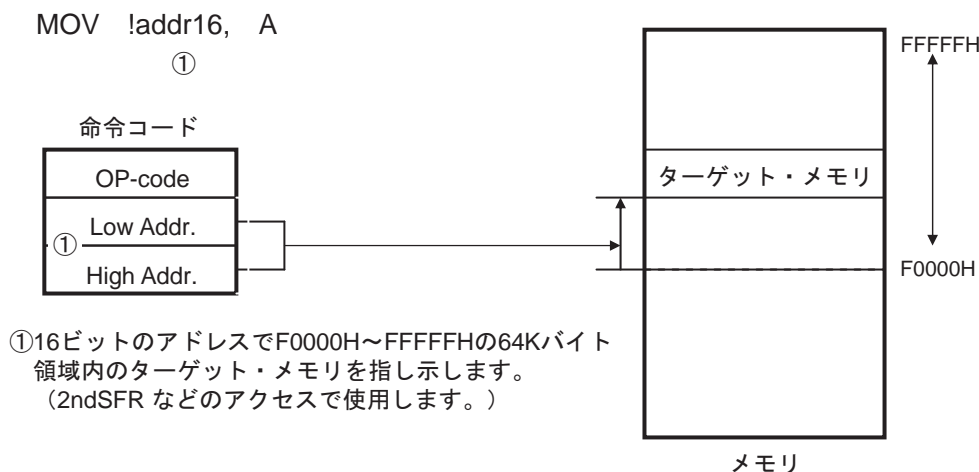 MOV !addr16, A
①
命令コード
OP-code
Low Addr.
①
High Addr.
FFFFFH
ターゲット・メモリ
F0000H
①16ビットのアドレスでF0000H～FFFFFHの64Kバイト
領域内のターゲット・メモリを指し示します。
（2ndSFR などのアクセスで使用します。）
メモリ